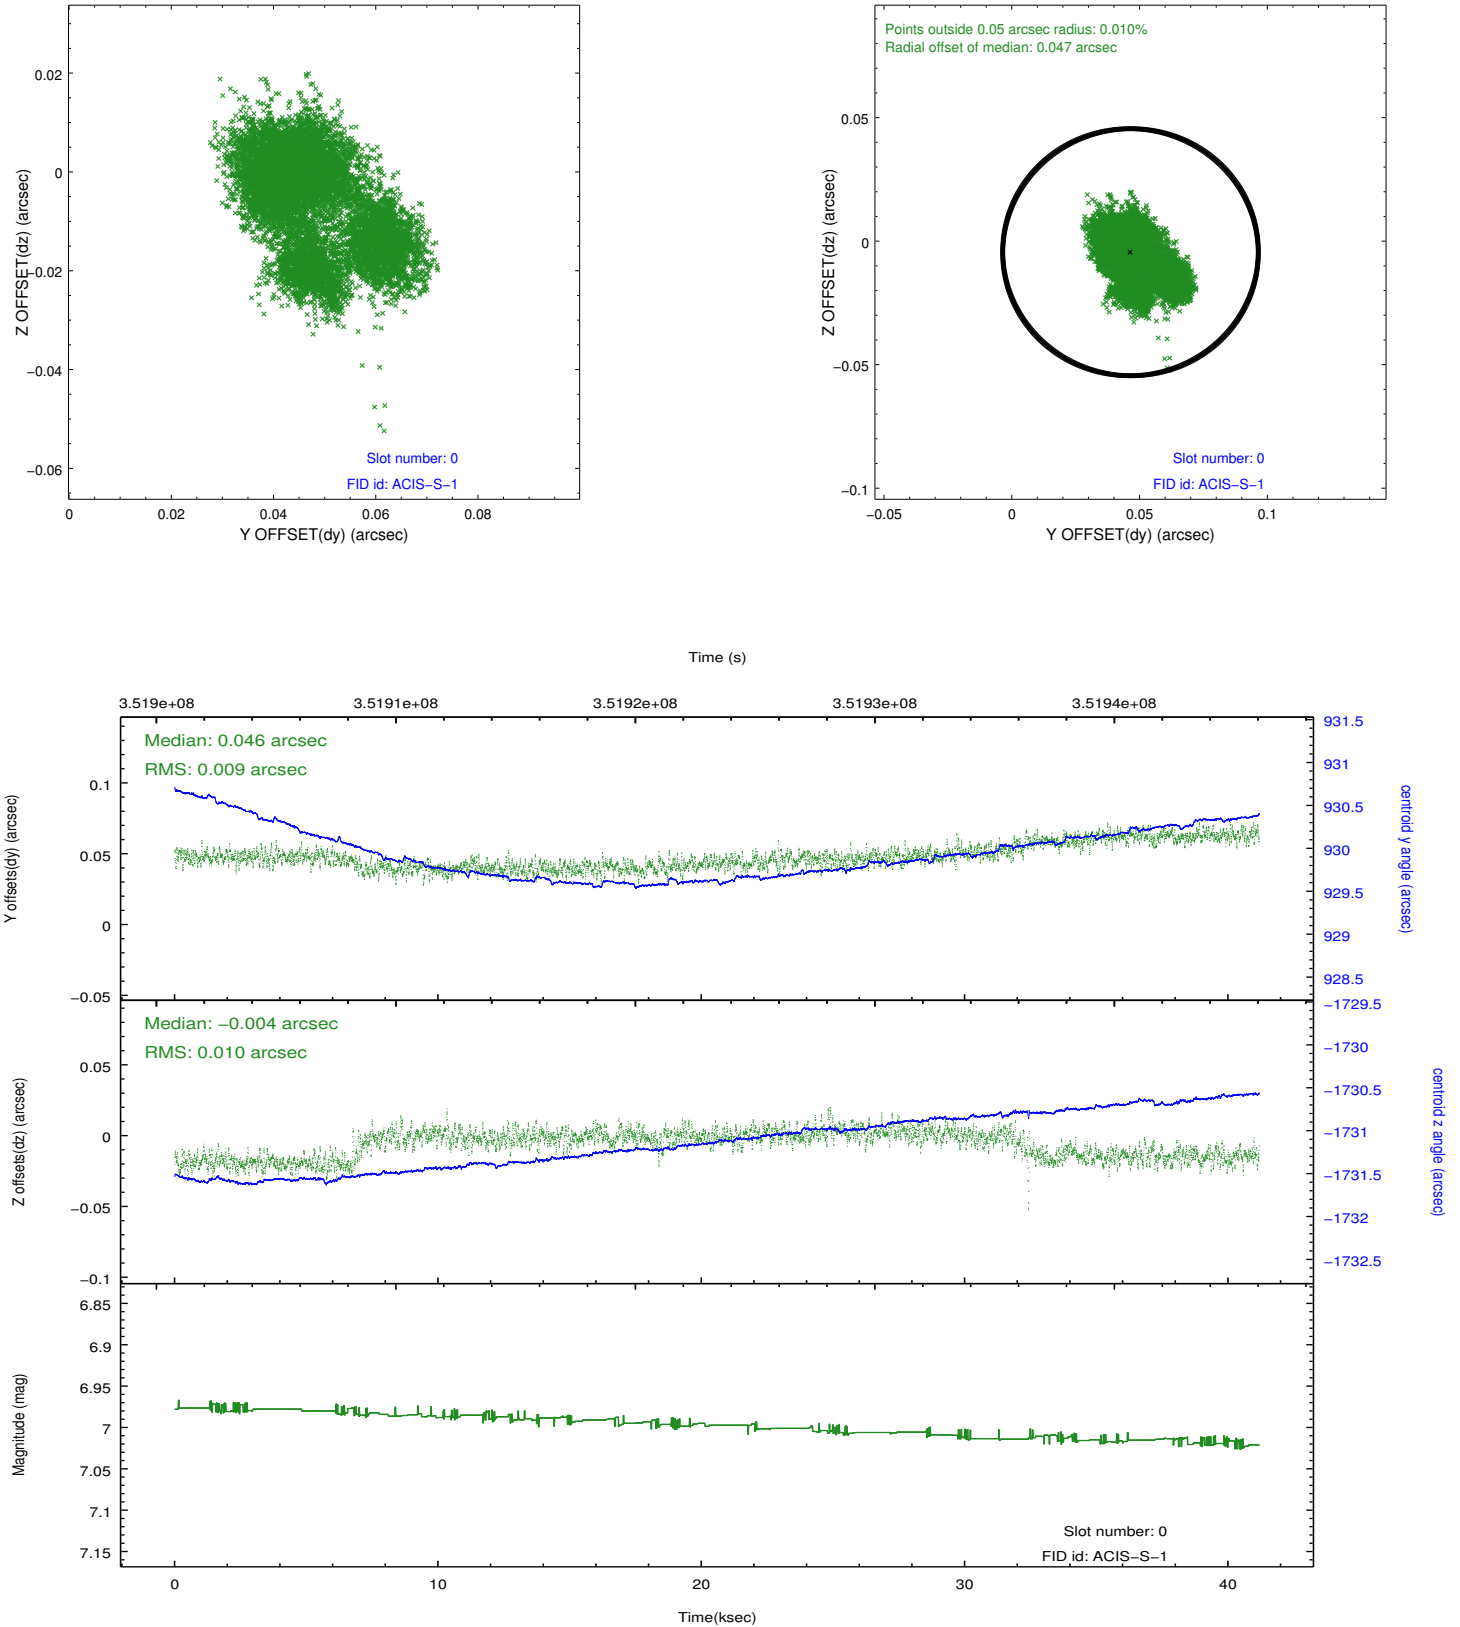 0.02
0
−0.02
−0.04
−0.06
Z OFFSET(dz) (arcsec)
Slot number: 0
FID id: ACIS−S−1
0
0.02
0.04
0.06
0.08
Y OFFSET(dy) (arcsec)
Points outside 0.05 arcsec radius: 0.010%
Radial offset of median: 0.047 arcsec
0.05
0
−0.05
−0.1
Z OFFSET(dz) (arcsec)
Slot number: 0
FID id: ACIS−S−1
−0.05
0
0.05
0.1
Y OFFSET(dy) (arcsec)
Time (s)
3.519e+08
3.5191e+08
3.5192e+08
3.5193e+08
3.5194e+08
Median: 0.046 arcsec
RMS: 0.009 arcsec
0.1
0.05
0
−0.05
Y offsets(dy) (arcsec)
931.5
931
930.5
930
929.5
929
928.5
centroid y angle (arcsec)
Median: −0.004 arcsec
RMS: 0.010 arcsec
0.05
0
−0.05
−0.1
Z offsets(dz) (arcsec)
−1729.5
−1730
−1730.5
−1731
−1731.5
−1732
−1732.5
centroid z angle (arcsec)
6.85
6.9
6.95
7
7.05
7.1
7.15
Magnitude (mag)
Slot number: 0
FID id: ACIS−S−1
0
10
20
30
40
Time(ksec)